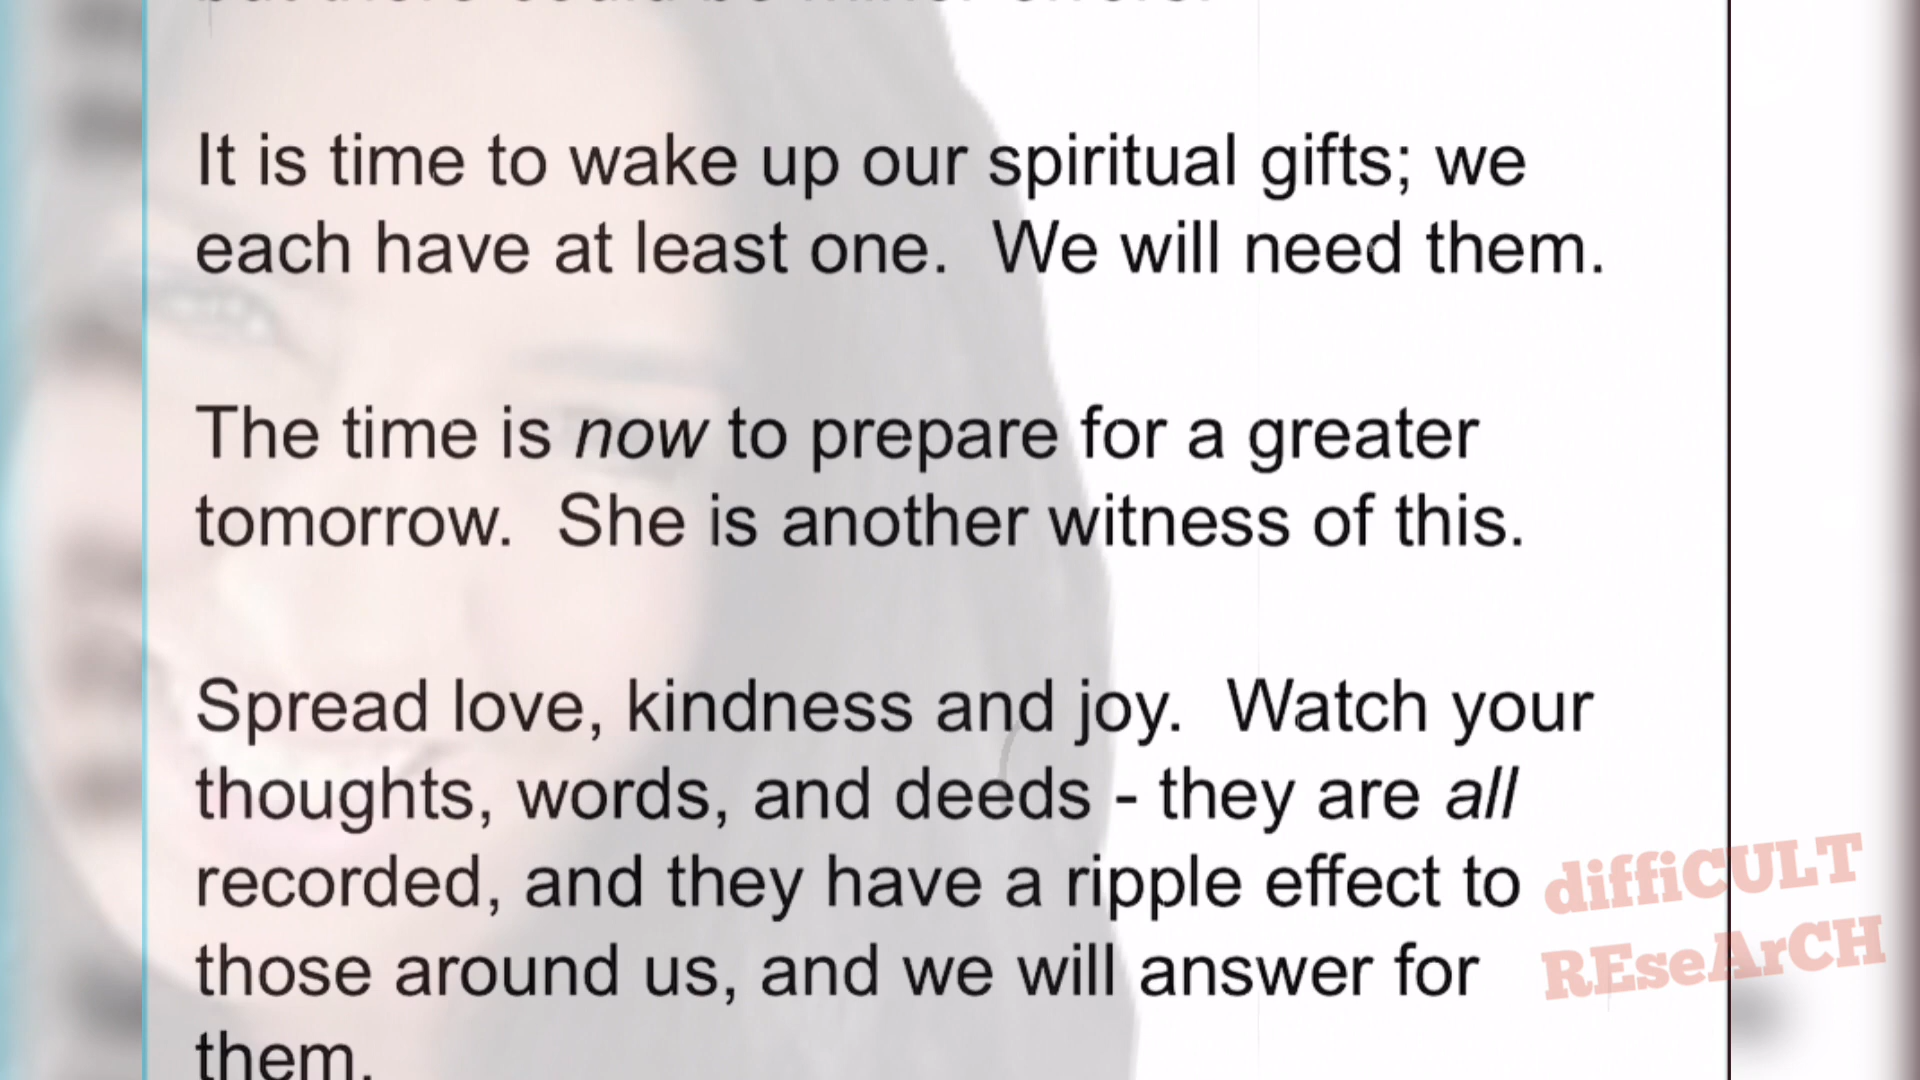 It is time to wake up our spiritual gifts; we
each have at least one.  We will need them.
The time is now to prepare for a greater
tomorrow.  She is another witness of this.
Spread love, kindness and joy.  Watch your
thoughts, words, and deeds - they are all
recorded, and they have a ripple effect to
those around us, and we will answer for
them.
diffiCULT
REseArCH